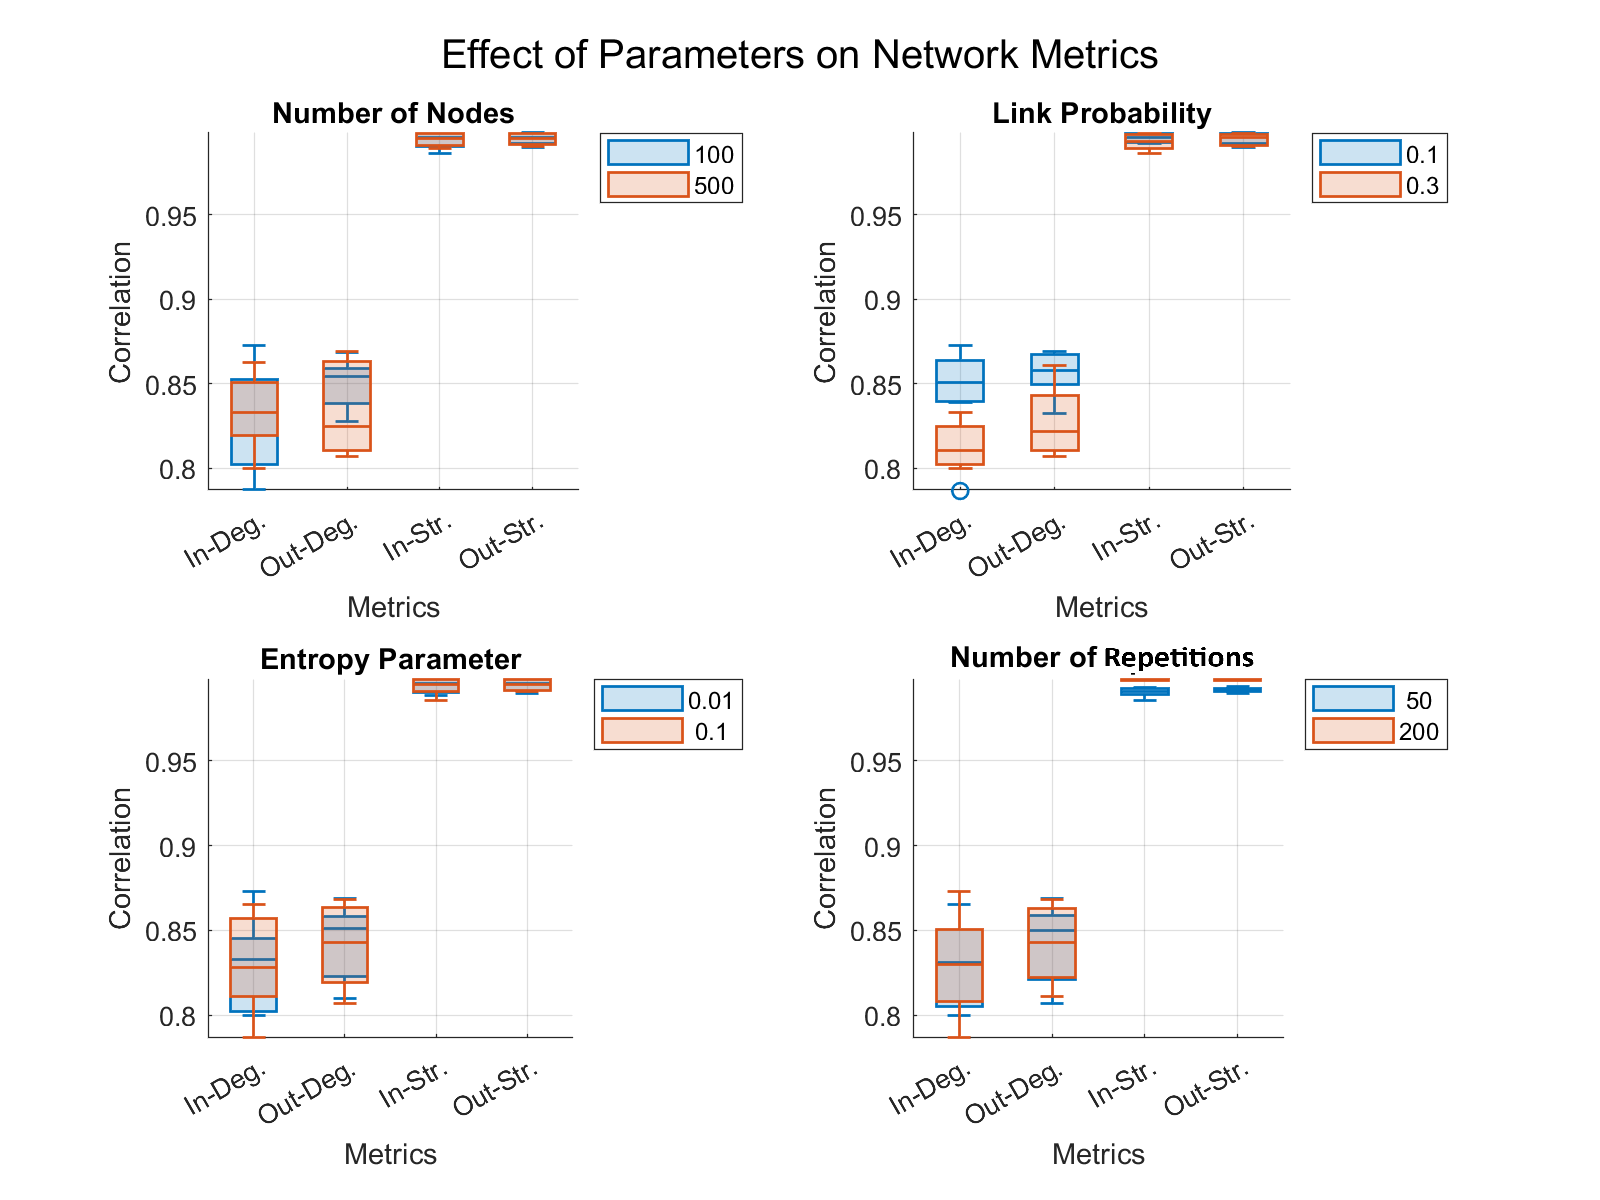 Effect of Parameters on Network Metrics
Number of Nodes
0.95
0.9
0.85
0.8
Correlation
In-Deg.
Out-Deg.
In-Str.
Out-Str.
Metrics
100
500
Link Probability
0.95
0.9
0.85
0.8
Correlation
In-Deg.
Out-Deg.
In-Str.
Out-Str.
Metrics
0.1
0.3
Entropy Parameter
0.95
0.9
0.85
0.8
Correlation
In-Deg.
Out-Deg.
In-Str.
Out-Str.
Metrics
0.01
0.1
Number of Repetitions
0.95
0.9
0.85
0.8
Correlation
In-Deg.
Out-Deg.
In-Str.
Out-Str.
Metrics
50
200